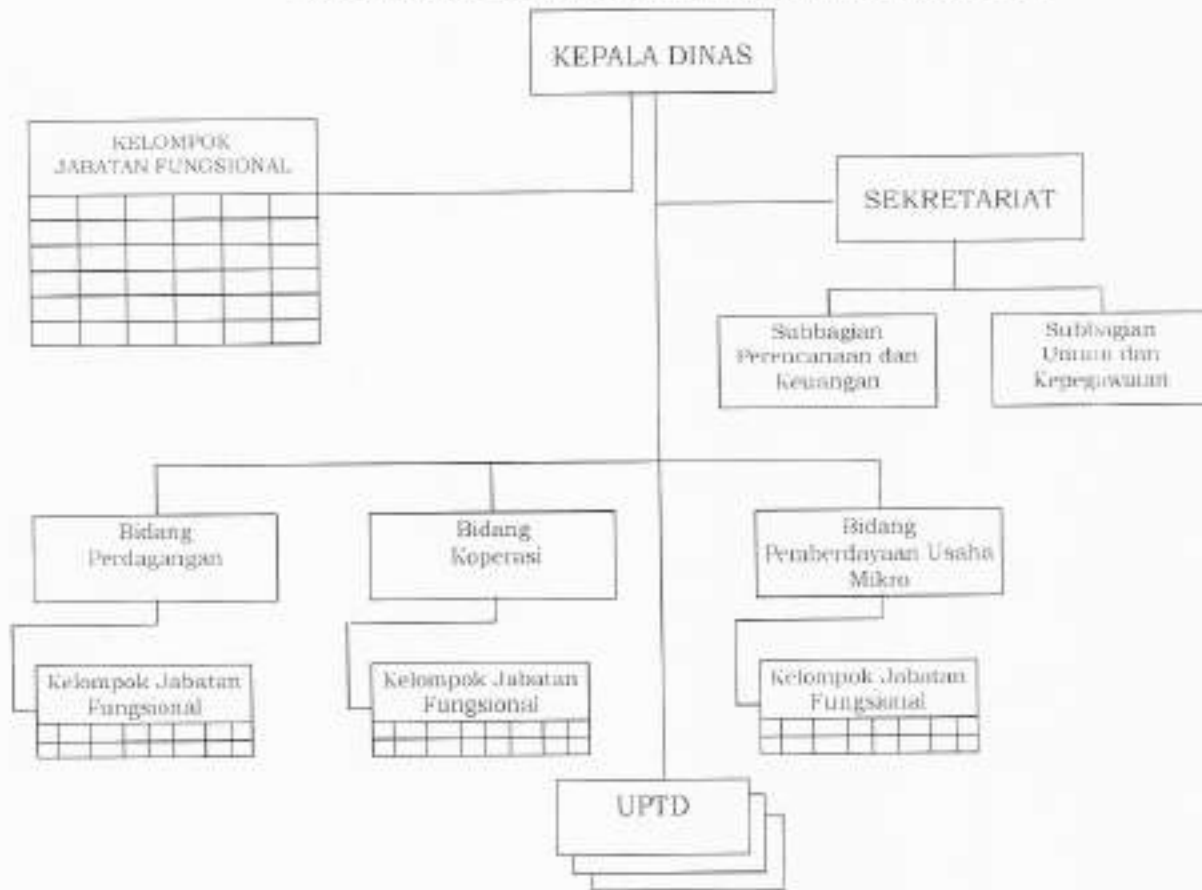 KEPALA DINAS
KELOMPOK
JABATAN FUNGSIONAL
SEKRETARIAT
Subbagian
Perencanaan dan
Keuangan
Subbagian
Umum dan
Kepegawaian
Bidang
Perdagangan
Bidang
Koperasi
Bidang
Pemberdayaan Usaha
Mikro
Kelompok Jabatan
Fungsional
Kelompok Jabatan
Fungsional
Kelompok Jabatan
Fungsional
UPTD